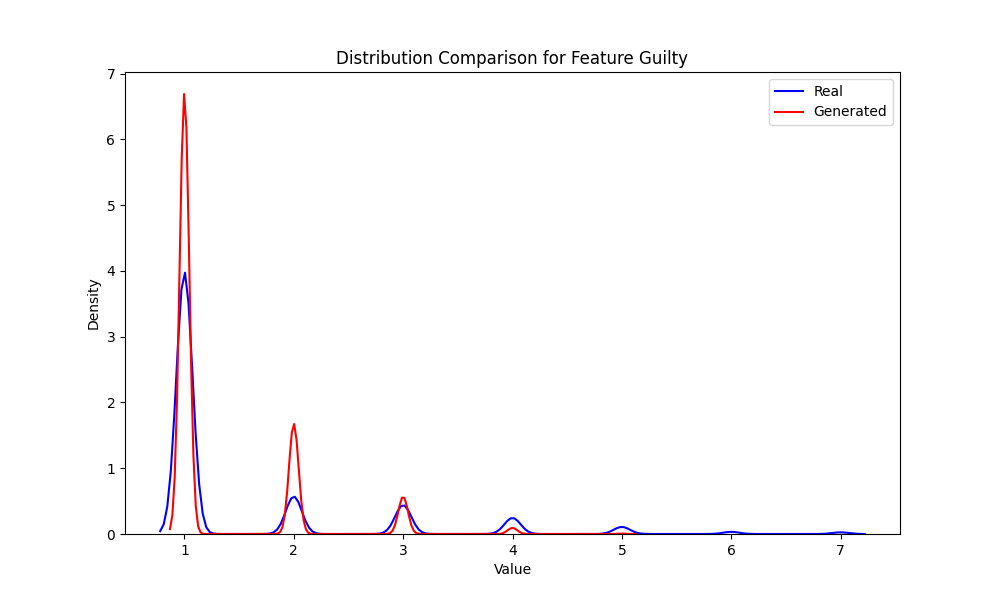 Distribution Comparison for Feature Guilty
7
6
5
4
3
2
1
0
Density
Real
Generated
1 2 3 4 5 6 7
Value